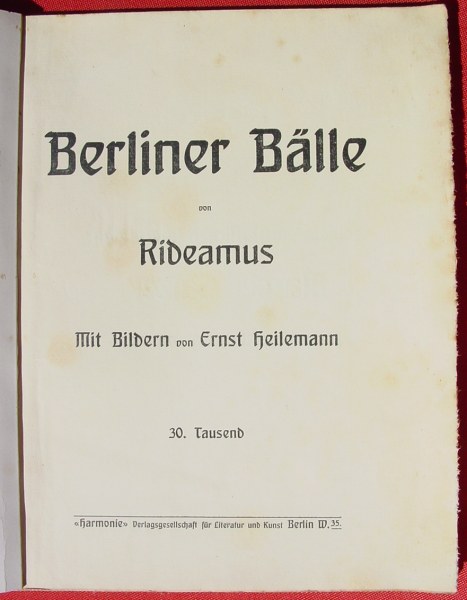 Berliner Bälle
von
Rideamus
Mit Bildern von Ernst Heilemann
30. Tausend
«Harmonie» Verlagsgesellschaft für Literatur und Kunst Berlin W. 35.